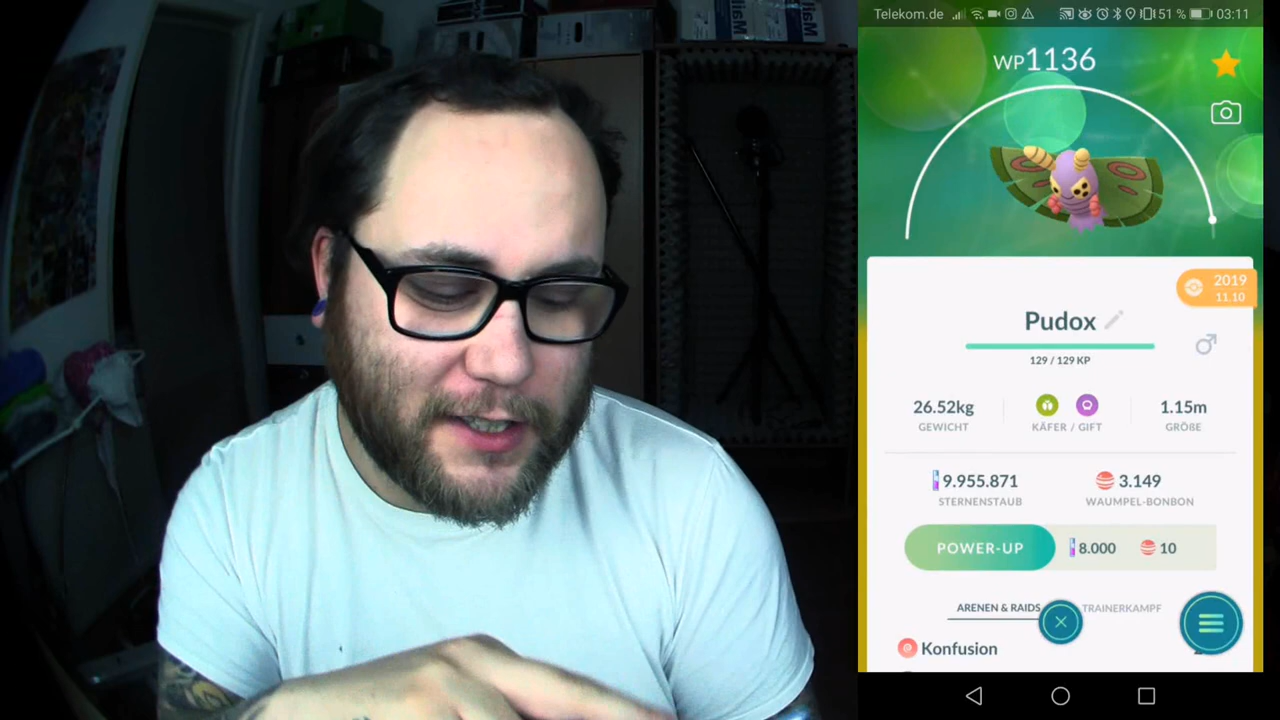 Telekom.de
51 % 03:11
WP1136
2019
11.10
Pudox
129 / 129 KP
26.52kg
GEWICHT
KÄFER / GIFT
1.15m
GRÖẞE
9.955.871
STERNENSTAUB
3.149
WAUMPEL-BONBON
POWER-UP
8.000
10
ARENEN & RAIDS
TRAINERKAMPF
Konfusion